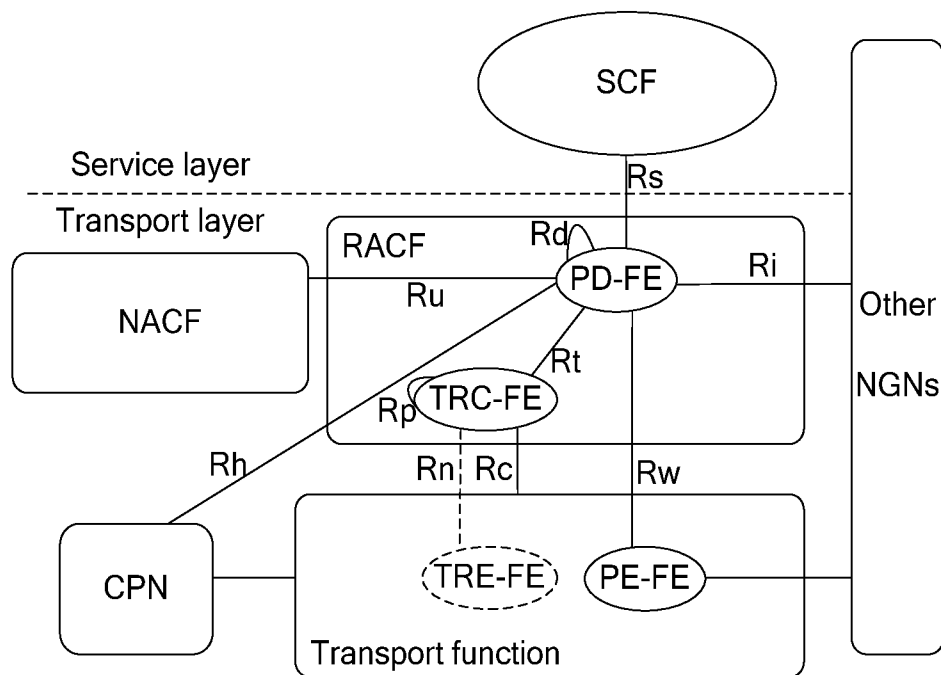 SCF
Service layer
Rs
Transport layer
RACF
Rd
PD-FE
Ri
NACF
Ru
Other
NGNs
Rt
TRC-FE
Rp
Rh
Rn
Rc
Rw
CPN
TRE-FE
PE-FE
Transport function